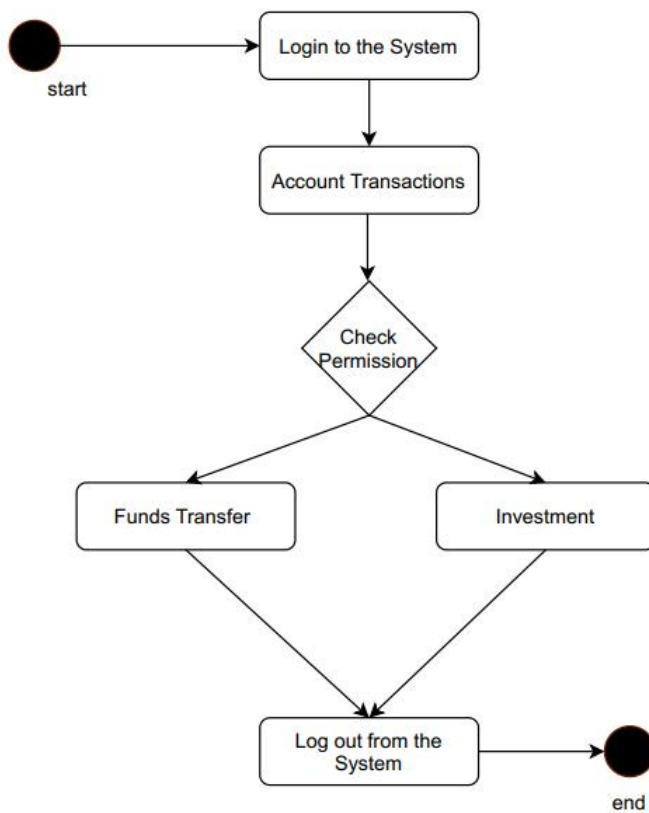 Login to the System
start
Account Transactions
Check
Permission
Funds Transfer
Investment
Log out from the
System
end